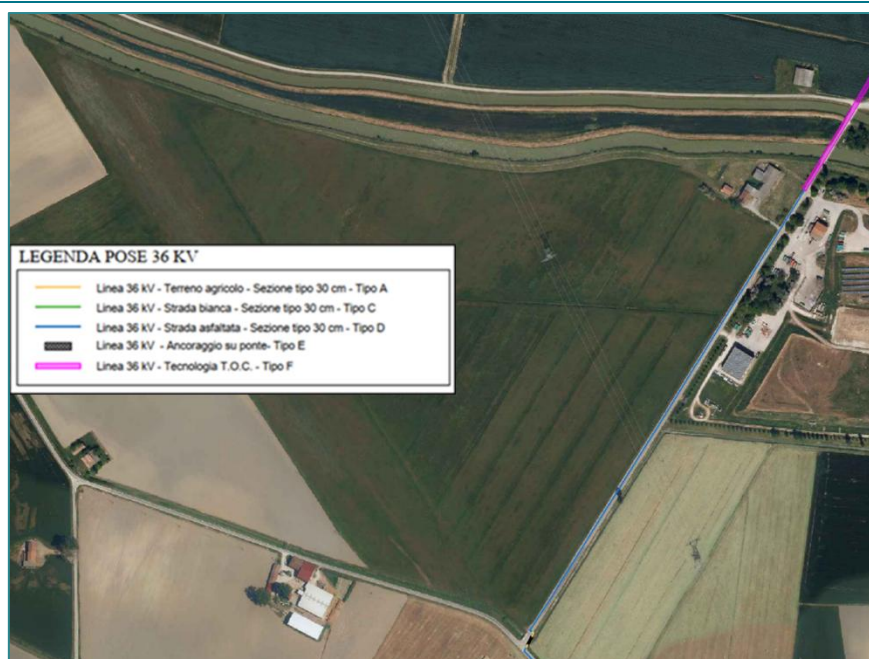 LEGENDA POSE 36 KV
Linea 36 kV - Terreno agricolo - Sezione tipo 30 cm - Tipo A
Linea 36 kV - Strada bianca - Sezione tipo 30 cm - Tipo C
Linea 36 kV - Strada asfaltata - Sezione tipo 30 cm - Tipo D
Linea 36 kV - Ancoraggio su ponte- Tipo E
Linea 36 kV - Tecnologia T.O.C. - Tipo F